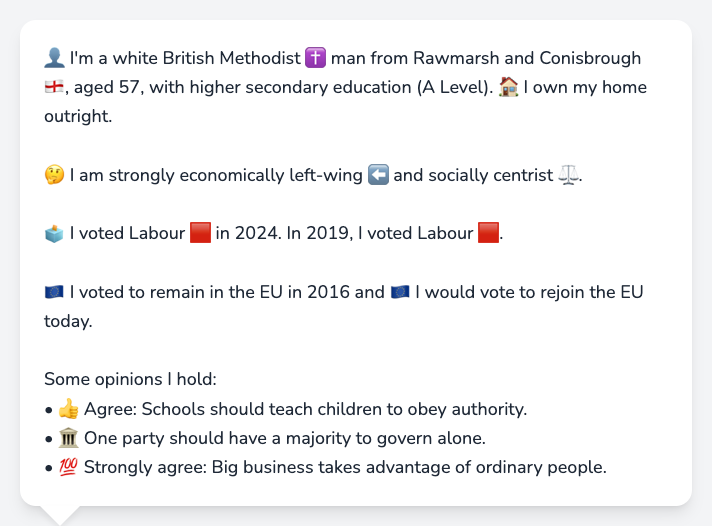 👤 I'm a white British Methodist ✝️ man from Rawmarsh and Conisbrough
🏴󠁧󠁢󠁥󠁮󠁧󠁿, aged 57, with higher secondary education (A Level). 🏠 I own my home
outright.
🤔 I am strongly economically left-wing ⬅️ and socially centrist ⚖️.
🗳️ I voted Labour 🟥 in 2024. In 2019, I voted Labour 🟥.
🇪🇺 I voted to remain in the EU in 2016 and 🇪🇺 I would vote to rejoin the EU
today.
Some opinions I hold:
• 👍 Agree: Schools should teach children to obey authority.
• 🏛️ One party should have a majority to govern alone.
• 💯 Strongly agree: Big business takes advantage of ordinary people.